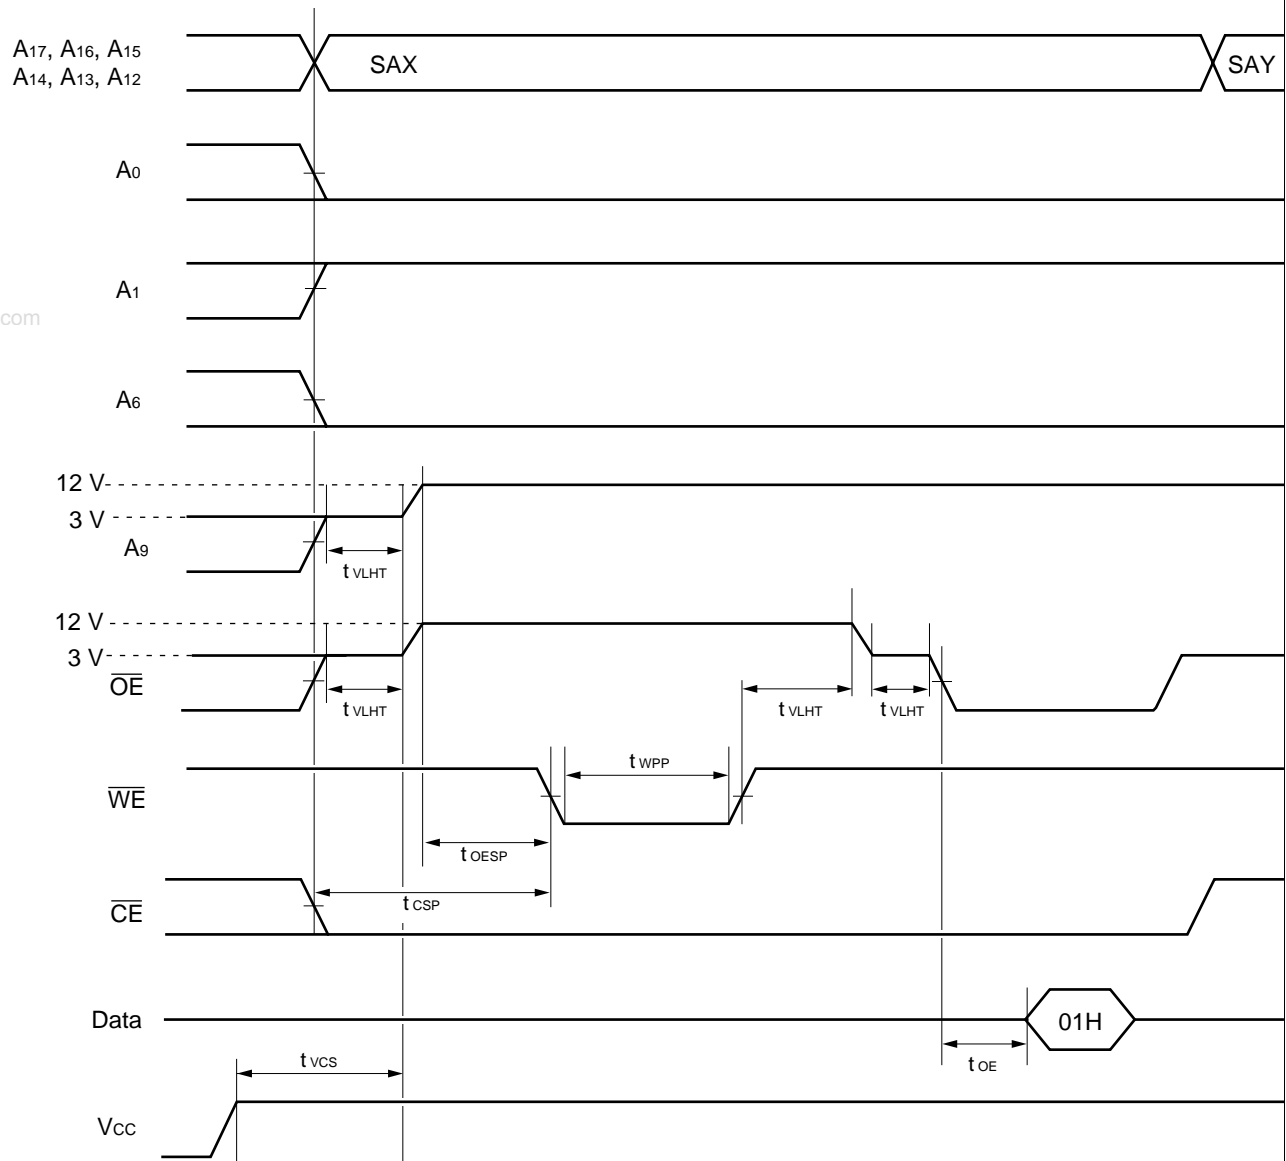 A17, A16, A15
SAX
SAY
A14, A13, A12
A0
A1
com
A6
12 V
3 V
A9
t VLHT
12 V
3 V
OE
t VLHT
t VLHT
t VLHT
t WPP
WE
t OESP
t CSP
CE
Data
01H
t VCS
t OE
VCC